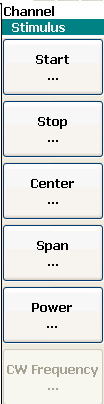 Channel
Stimulus
Start
...
Stop
...
Center
...
Span
...
Power
...
CW Frequency
...